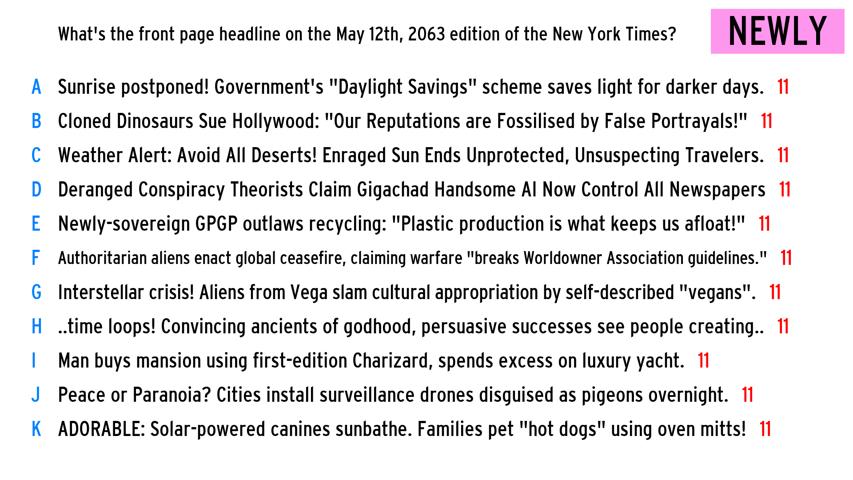 What's the front page headline on the May 12th, 2063 edition of the New York Times? NEWLY
A Sunrise postponed! Government's "Daylight Savings" scheme saves light for darker days. 11
B Cloned Dinosaurs Sue Hollywood: "Our Reputations are Fossilised by False Portrayals!" 11
C Weather Alert: Avoid All Deserts! Enraged Sun Ends Unprotected, Unsuspecting Travelers. 11
D Deranged Conspiracy Theorists Claim Gigachad Handsome AI Now Control All Newspapers 11
E Newly-sovereign GPGP outlaws recycling: "Plastic production is what keeps us afloat!" 11
F Authoritarian aliens enact global ceasefire, claiming warfare "breaks Worldowner Association guidelines." 11
G Interstellar crisis! Aliens from Vega slam cultural appropriation by self-described "vegans". 11
H ..time loops! Convincing ancients of godhood, persuasive successes see people creating.. 11
I Man buys mansion using first-edition Charizard, spends excess on luxury yacht. 11
J Peace or Paranoia? Cities install surveillance drones disguised as pigeons overnight. 11
K ADORABLE: Solar-powered canines sunbathe. Families pet "hot dogs" using oven mitts! 11